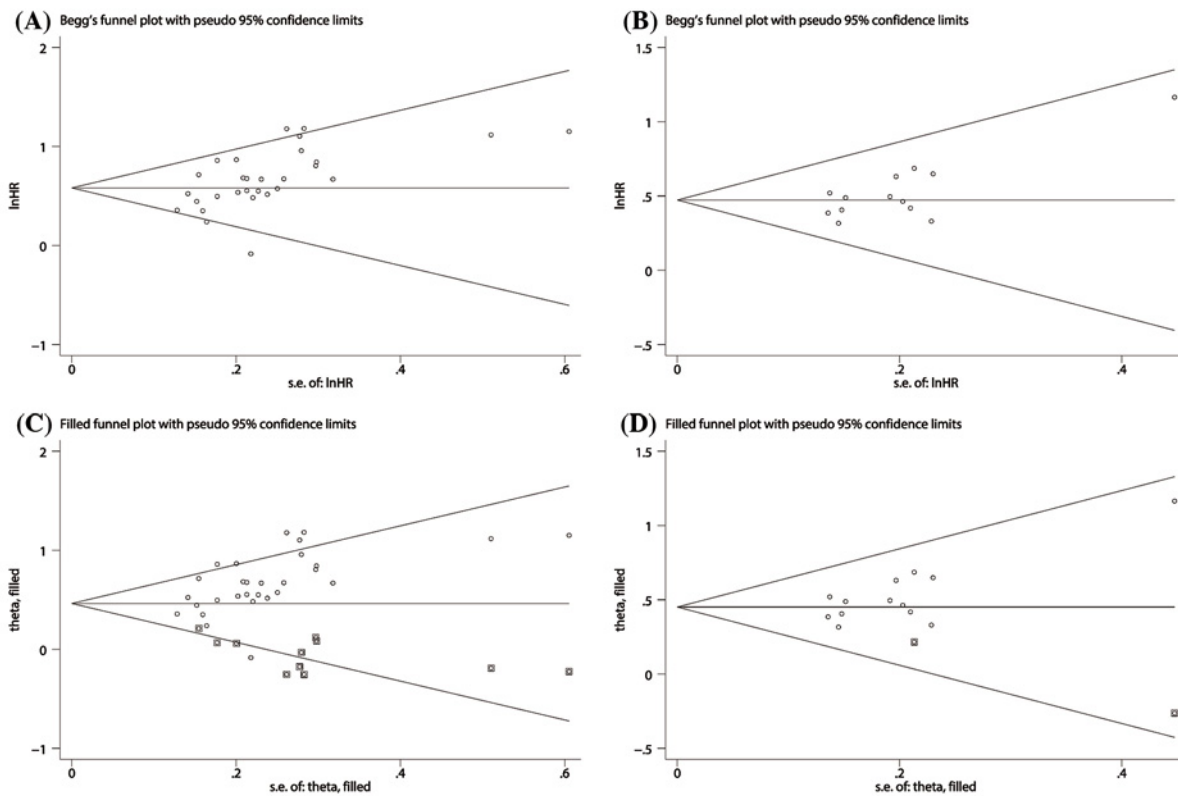 (A) Begg's funnel plot with pseudo 95% confidence limits
2
1
0
−1
lnHR
0 .2 .4 .6
s.e. of: lnHR
(B) Begg's funnel plot with pseudo 95% confidence limits
1.5
1
.5
0
−.5
lnHR
0 .2 .4
s.e. of: lnHR
(C) Filled funnel plot with pseudo 95% confidence limits
2
1
0
−1
theta, filled
0 .2 .4 .6
s.e. of: theta, filled
(D) Filled funnel plot with pseudo 95% confidence limits
1.5
1
.5
0
−.5
theta, filled
0 .2 .4
s.e. of: theta, filled